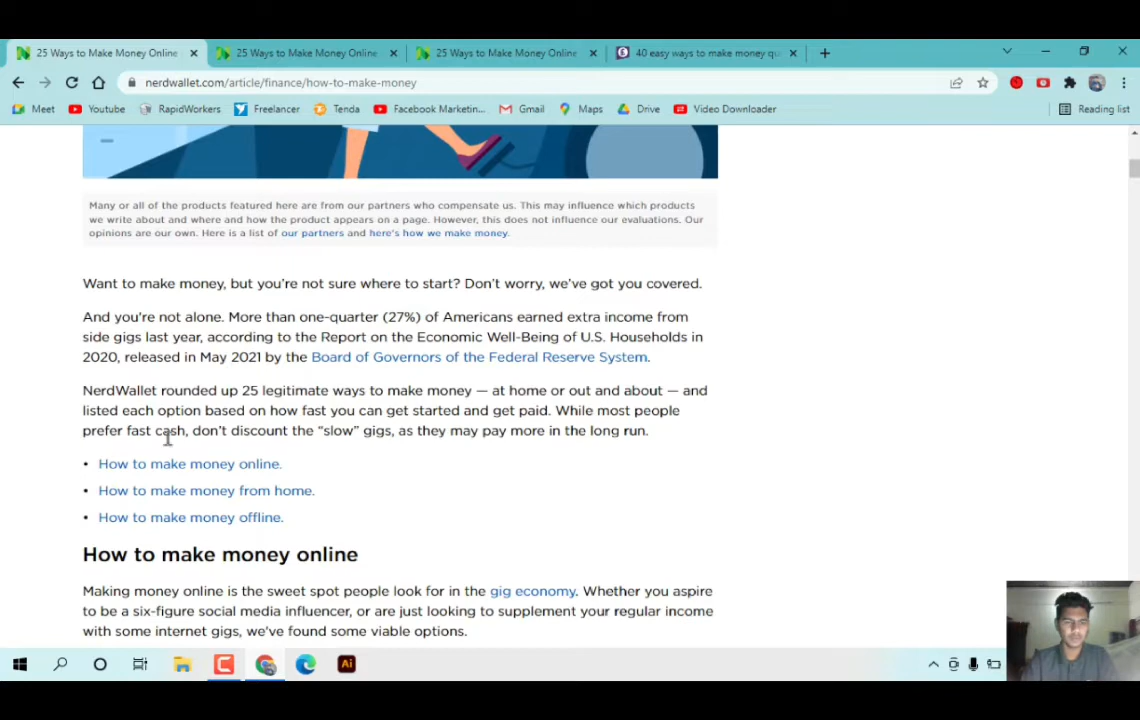 25 Ways to Make Money Online
25 Ways to Make Money Online
25 Ways to Make Money Online
40 easy ways to make money qu
nerdwallet.com/article/finance/how-to-make-money
Meet
Youtube
RapidWorkers
Freelancer
Tenda
Facebook Marketin...
Gmail
Maps
Drive
Video Downloader
Reading list
Many or all of the products featured here are from our partners who compensate us. This may influence which products
we write about and where and how the product appears on a page. However, this does not influence our evaluations. Our
opinions are our own. Here is a list of our partners and here's how we make money.
Want to make money, but you're not sure where to start? Don't worry, we've got you covered.
And you're not alone. More than one-quarter (27%) of Americans earned extra income from
side gigs last year, according to the Report on the Economic Well-Being of U.S. Households in
2020, released in May 2021 by the Board of Governors of the Federal Reserve System.
NerdWallet rounded up 25 legitimate ways to make money — at home or out and about — and
listed each option based on how fast you can get started and get paid. While most people
prefer fast cash, don't discount the “slow” gigs, as they may pay more in the long run.
• How to make money online.
• How to make money from home.
• How to make money offline.
How to make money online
Making money online is the sweet spot people look for in the gig economy. Whether you aspire
to be a six-figure social media influencer, or are just looking to supplement your regular income
with some internet gigs, we've found some viable options.
Ai